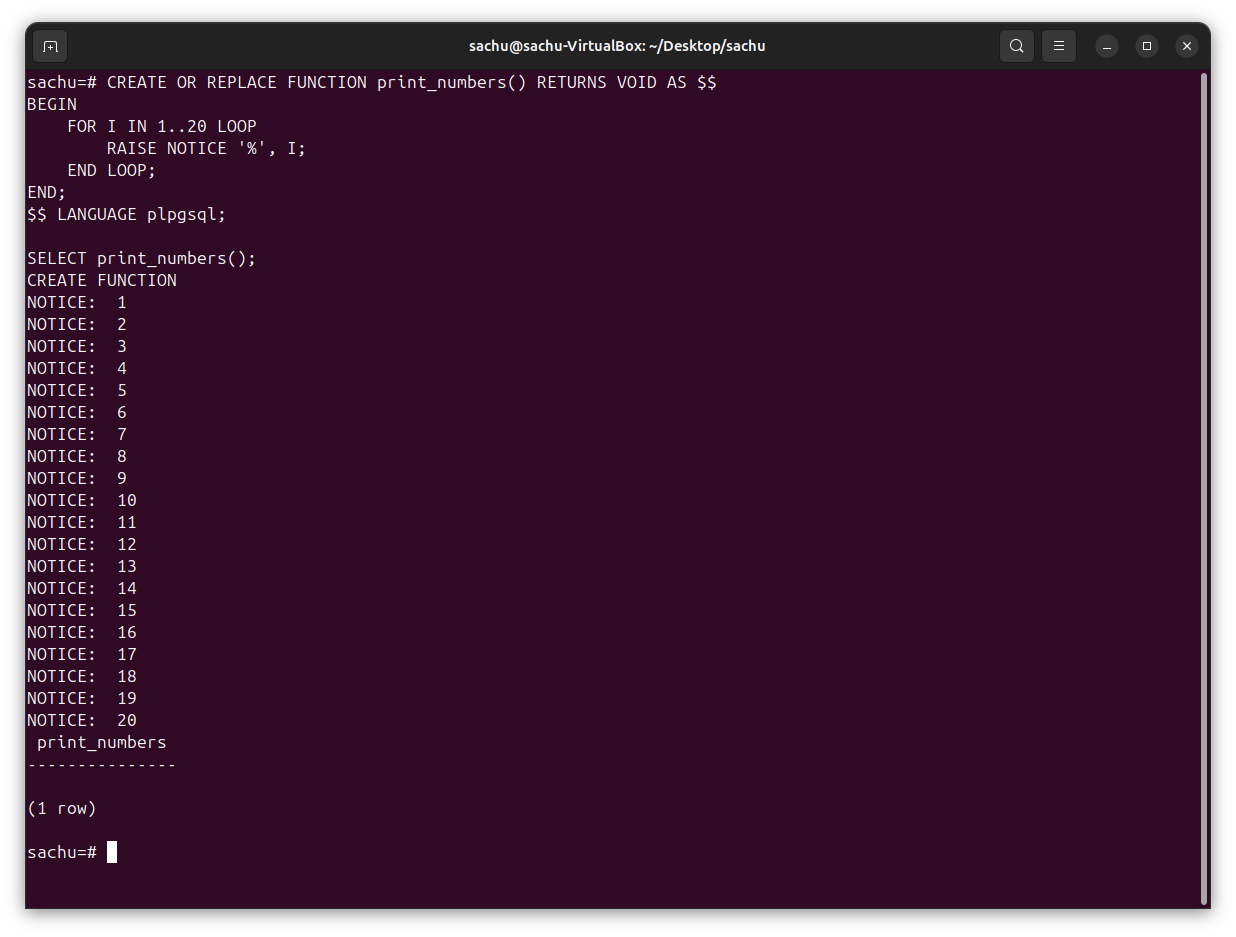 sachu@sachu-VirtualBox: ~/Desktop/sachu
sachu=# CREATE OR REPLACE FUNCTION print_numbers() RETURNS VOID AS $$
BEGIN
    FOR I IN 1..20 LOOP
        RAISE NOTICE '%', I;
    END LOOP;
END;
$$ LANGUAGE plpgsql;

SELECT print_numbers();
CREATE FUNCTION
NOTICE:  1
NOTICE:  2
NOTICE:  3
NOTICE:  4
NOTICE:  5
NOTICE:  6
NOTICE:  7
NOTICE:  8
NOTICE:  9
NOTICE:  10
NOTICE:  11
NOTICE:  12
NOTICE:  13
NOTICE:  14
NOTICE:  15
NOTICE:  16
NOTICE:  17
NOTICE:  18
NOTICE:  19
NOTICE:  20
 print_numbers
---------------

(1 row)

sachu=#